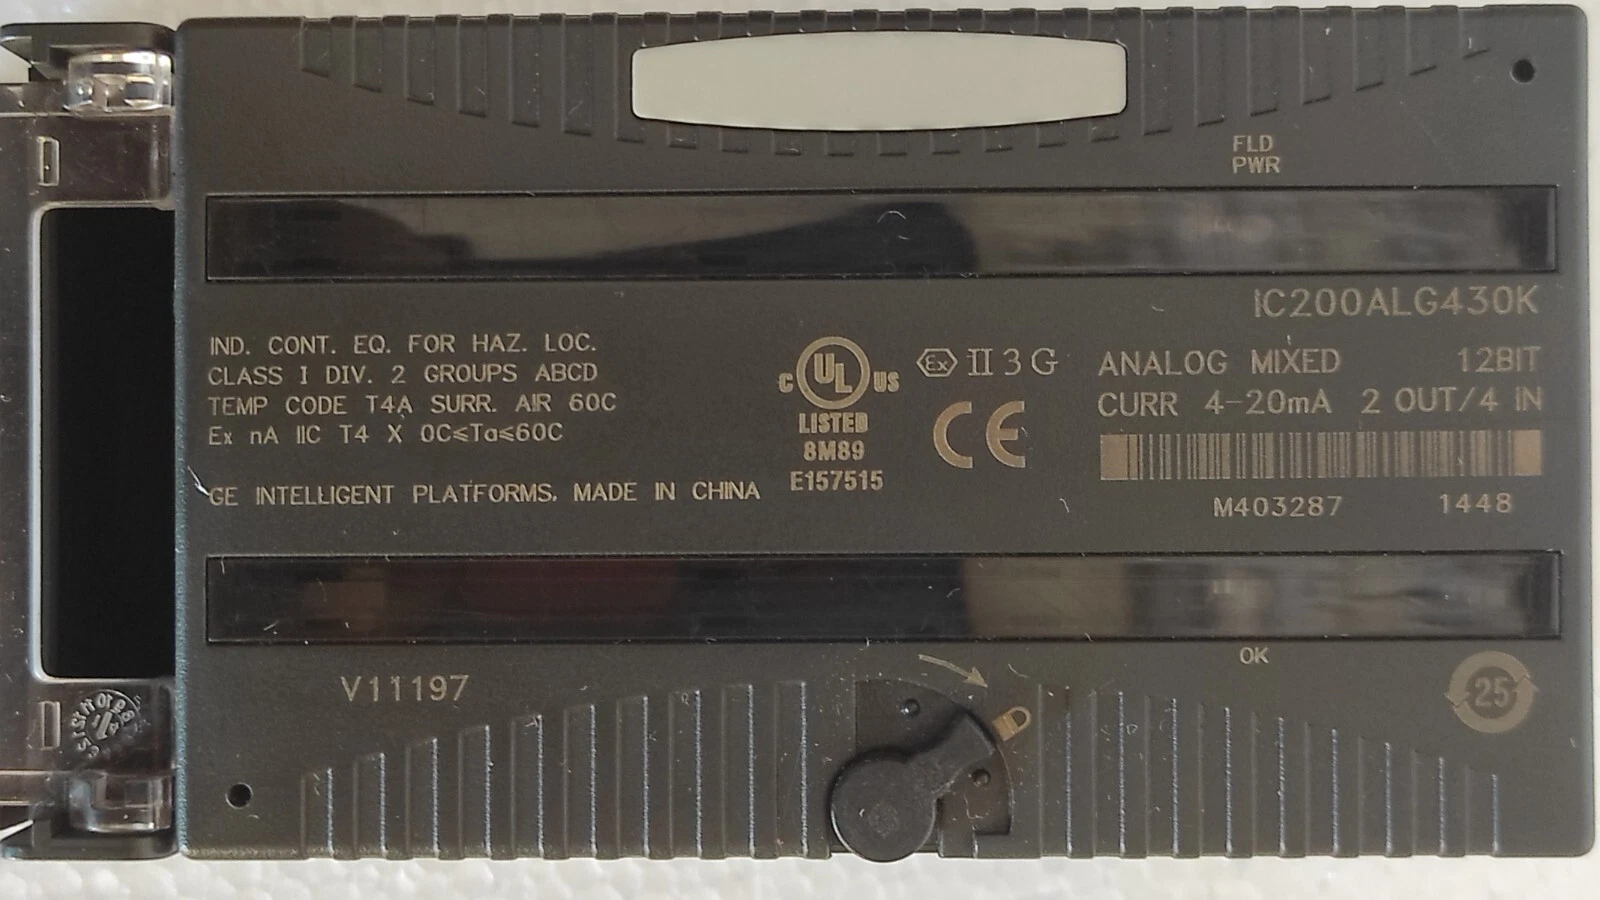 FLD
PWR
IC200ALG430K
IND. CONT. EQ. FOR HAZ. LOC.
CLASS I DIV. 2 GROUPS ABCD
TEMP CODE T4A SURR. AIR 60C
Ex nA IIC T4 X 0C≤Ta≤60C
GE INTELLIGENT PLATFORMS. MADE IN CHINA
C UL US
LISTED
8M89
E157515
Ex II 3 G
CE
ANALOG MIXED 12BIT
CURR 4-20mA 2 OUT/4 IN
M403287 1448
OK
V11197
25